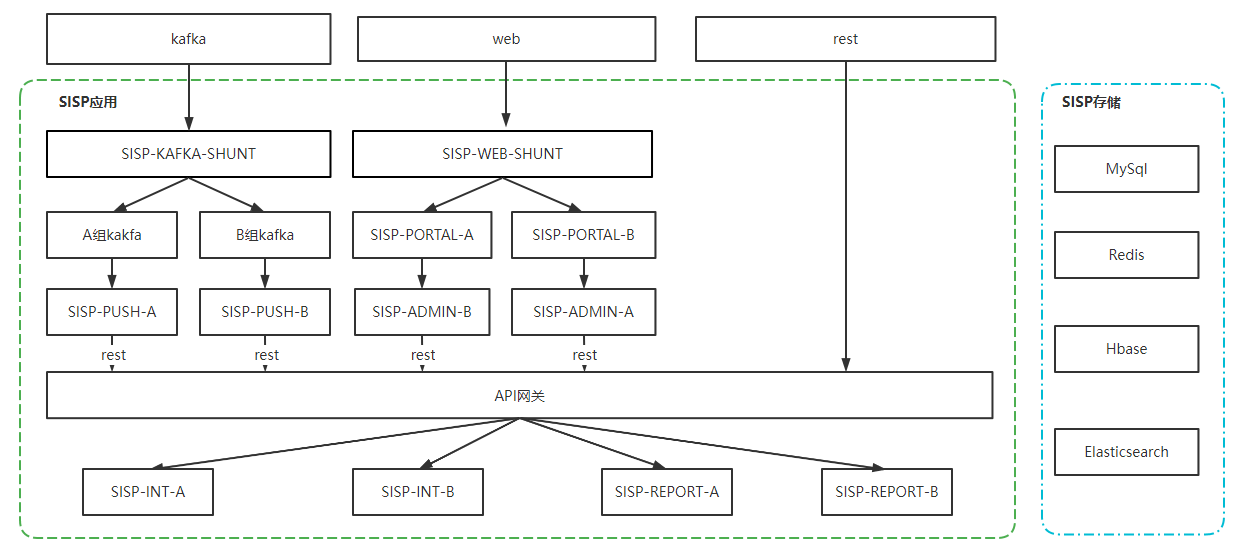 kafka
web
rest
SISP应用
SISP存储
SISP-KAFKA-SHUNT
SISP-WEB-SHUNT
MySql
A组kakfa
B组kafka
SISP-PORTAL-A
SISP-PORTAL-B
Redis
SISP-PUSH-A
SISP-PUSH-B
SISP-ADMIN-B
SISP-ADMIN-A
Hbase
rest
rest
rest
rest
API网关
Elasticsearch
SISP-INT-A
SISP-INT-B
SISP-REPORT-A
SISP-REPORT-B